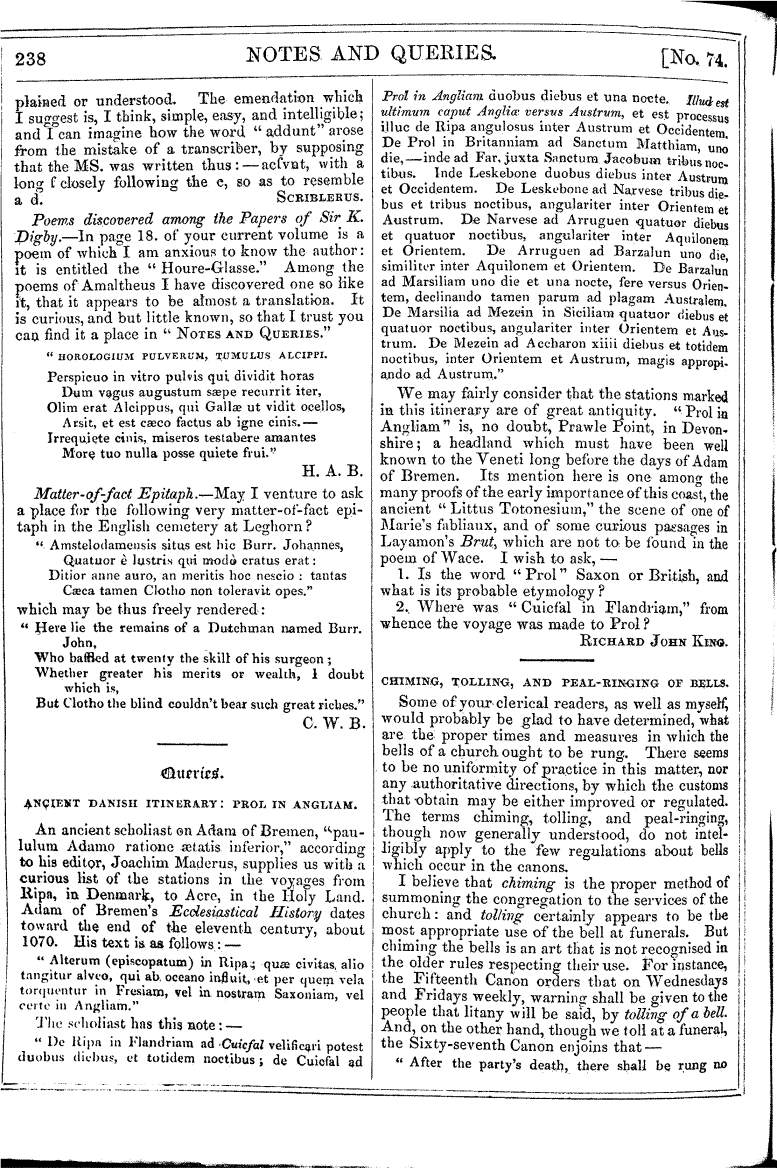 238
NOTES AND QUERIES.
[No. 74.
plained or understood. The emendation which
I suggest is, I think, simple, easy, and intelligible;
and I can imagine how the word "addunt" arose
from the mistake of a transcriber, by supposing
that the MS. was written thus:—acſvnt, with a
long f closely following the c, so as to resemble
a d. SCRIBLERUS.
Poems discovered among the Papers of Sir K.
Digby.—In page 18. of your current volume is a
poem of which I am anxious to know the author:
it is entitled the "Houre-Glasse." Among the
poems of Amaltheus I have discovered one so like
it, that it appears to be almost a translation. It
is curious, and but little known, so that I trust you
can find it a place in "NOTES AND QUERIES."
"HOROLOGIUM PULVERUM, TUMULUS ALCIPPI.
Perspicuo in vitro pulvis qui dividit horas
Dum vagus augustum sæpe recurrit iter,
Olim erat Alcippus, qui Gallæ ut vidit ocellos,
Arsit, et est cæco factus ab igne cinis.—
Irrequiete cinis, miseros testabere amantes
More tuo nulla posse quiete frui."
H. A. B.
Matter-of-fact Epitaph.—May I venture to ask
a place for the following very matter-of-fact epi-
taph in the English cemetery at Leghorn?
"Amstelodamensis situs est hic Burr. Johannes,
Quatuor è lustris qui modò cratus erat:
Ditior anne auro, an meritis hoc nescio: tantas
Cæca tamen Clotho non toleravit opes."
which may be thus freely rendered:
"Here lie the remains of a Dutchman named Burr.
John,
Who baffled at twenty the skill of his surgeon;
Whether greater his merits or wealth, I doubt
which is,
But Clotho the blind couldn't bear such great riches."
C. W. B.
Queries.
ANCIENT DANISH ITINERARY: PROL IN ANGLIAM.
An ancient scholiast on Adam of Bremen, "pau-
lulum Adamo ratione ætatis inferior," according
to his editor, Joachim Maderus, supplies us with a
curious list of the stations in the voyages from
Ripa, in Denmark, to Acre, in the Holy Land.
Adam of Bremen's Ecclesiastical History dates
toward the end of the eleventh century, about
1070. His text is as follows:—
"Alterum (episcopatum) in Ripa; quæ civitas, alio
tangitur alveo, qui ab. oceano influit, et per quem vela
torquentur in Fresiam, vel in nostram Saxoniam, vel
certe in Angliam."
The scholiast has this note:—
"De Ripa in Flandriam ad Cuicfal velificari potest
duobus diebus, et totidem noctibus; de Cuicfal ad
Prol in Angliam duobus diebus et una nocte. Illud est
ultimum caput Angliæ versus Austrum, et est processus
illuc de Ripa angulosus inter Austrum et Occidentem.
De Prol in Britanniam ad Sanctum Matthiam, uno
die,—inde ad Far, juxta Sanctum Jacobum tribus noc-
tibus. Inde Leskebone duobus diebus inter Austrum
et Occidentem. De Leskebone ad Narvese tribus die-
bus et tribus noctibus, angulariter inter Orientem et
Austrum. De Narvese ad Arruguen quatuor diebus
et quatuor noctibus, angulariter inter Aquilonem
et Orientem. De Arruguen ad Barzalun uno die,
similiter inter Aquilonem et Orientem. De Barzalun
ad Marsiliam uno die et una nocte, fere versus Orien-
tem, declinando tamen parum ad plagam Australem.
De Marsilia ad Mezein in Siciliam quatuor diebus et
quatuor noctibus, angulariter inter Orientem et Aus-
trum. De Mezein ad Accharon xiiii diebus et totidem
noctibus, inter Orientem et Austrum, magis appropi-
ando ad Austrum."
We may fairly consider that the stations marked
in this itinerary are of great antiquity. "Prol in
Angliam" is, no doubt, Prawle Point, in Devon-
shire; a headland which must have been well
known to the Veneti long before the days of Adam
of Bremen. Its mention here is one among the
many proofs of the early importance of this coast, the
ancient "Littus Totonesium," the scene of one of
Marie's fabliaux, and of some curious passages in
Layamon's Brut, which are not to be found in the
poem of Wace. I wish to ask,—
1. Is the word "Prol" Saxon or British, and
what is its probable etymology?
2. Where was "Cuicfal in Flandriam," from
whence the voyage was made to Prol?
RICHARD JOHN KING.
CHIMING, TOLLING, AND PEAL-RINGING OF BELLS.
Some of your clerical readers, as well as myself,
would probably be glad to have determined, what
are the proper times and measures in which the
bells of a church ought to be rung. There seems
to be no uniformity of practice in this matter, nor
any authoritative directions, by which the customs
that obtain may be either improved or regulated.
The terms chiming, tolling, and peal-ringing,
though now generally understood, do not intel-
ligibly apply to the few regulations about bells
which occur in the canons.
I believe that chiming is the proper method of
summoning the congregation to the services of the
church: and tolling certainly appears to be the
most appropriate use of the bell at funerals. But
chiming the bells is an art that is not recognised in
the older rules respecting their use. For instance,
the Fifteenth Canon orders that on Wednesdays
and Fridays weekly, warning shall be given to the
people that litany will be said, by tolling of a bell.
And, on the other hand, though we toll at a funeral,
the Sixty-seventh Canon enjoins that—
"After the party's death, there shall be rung no